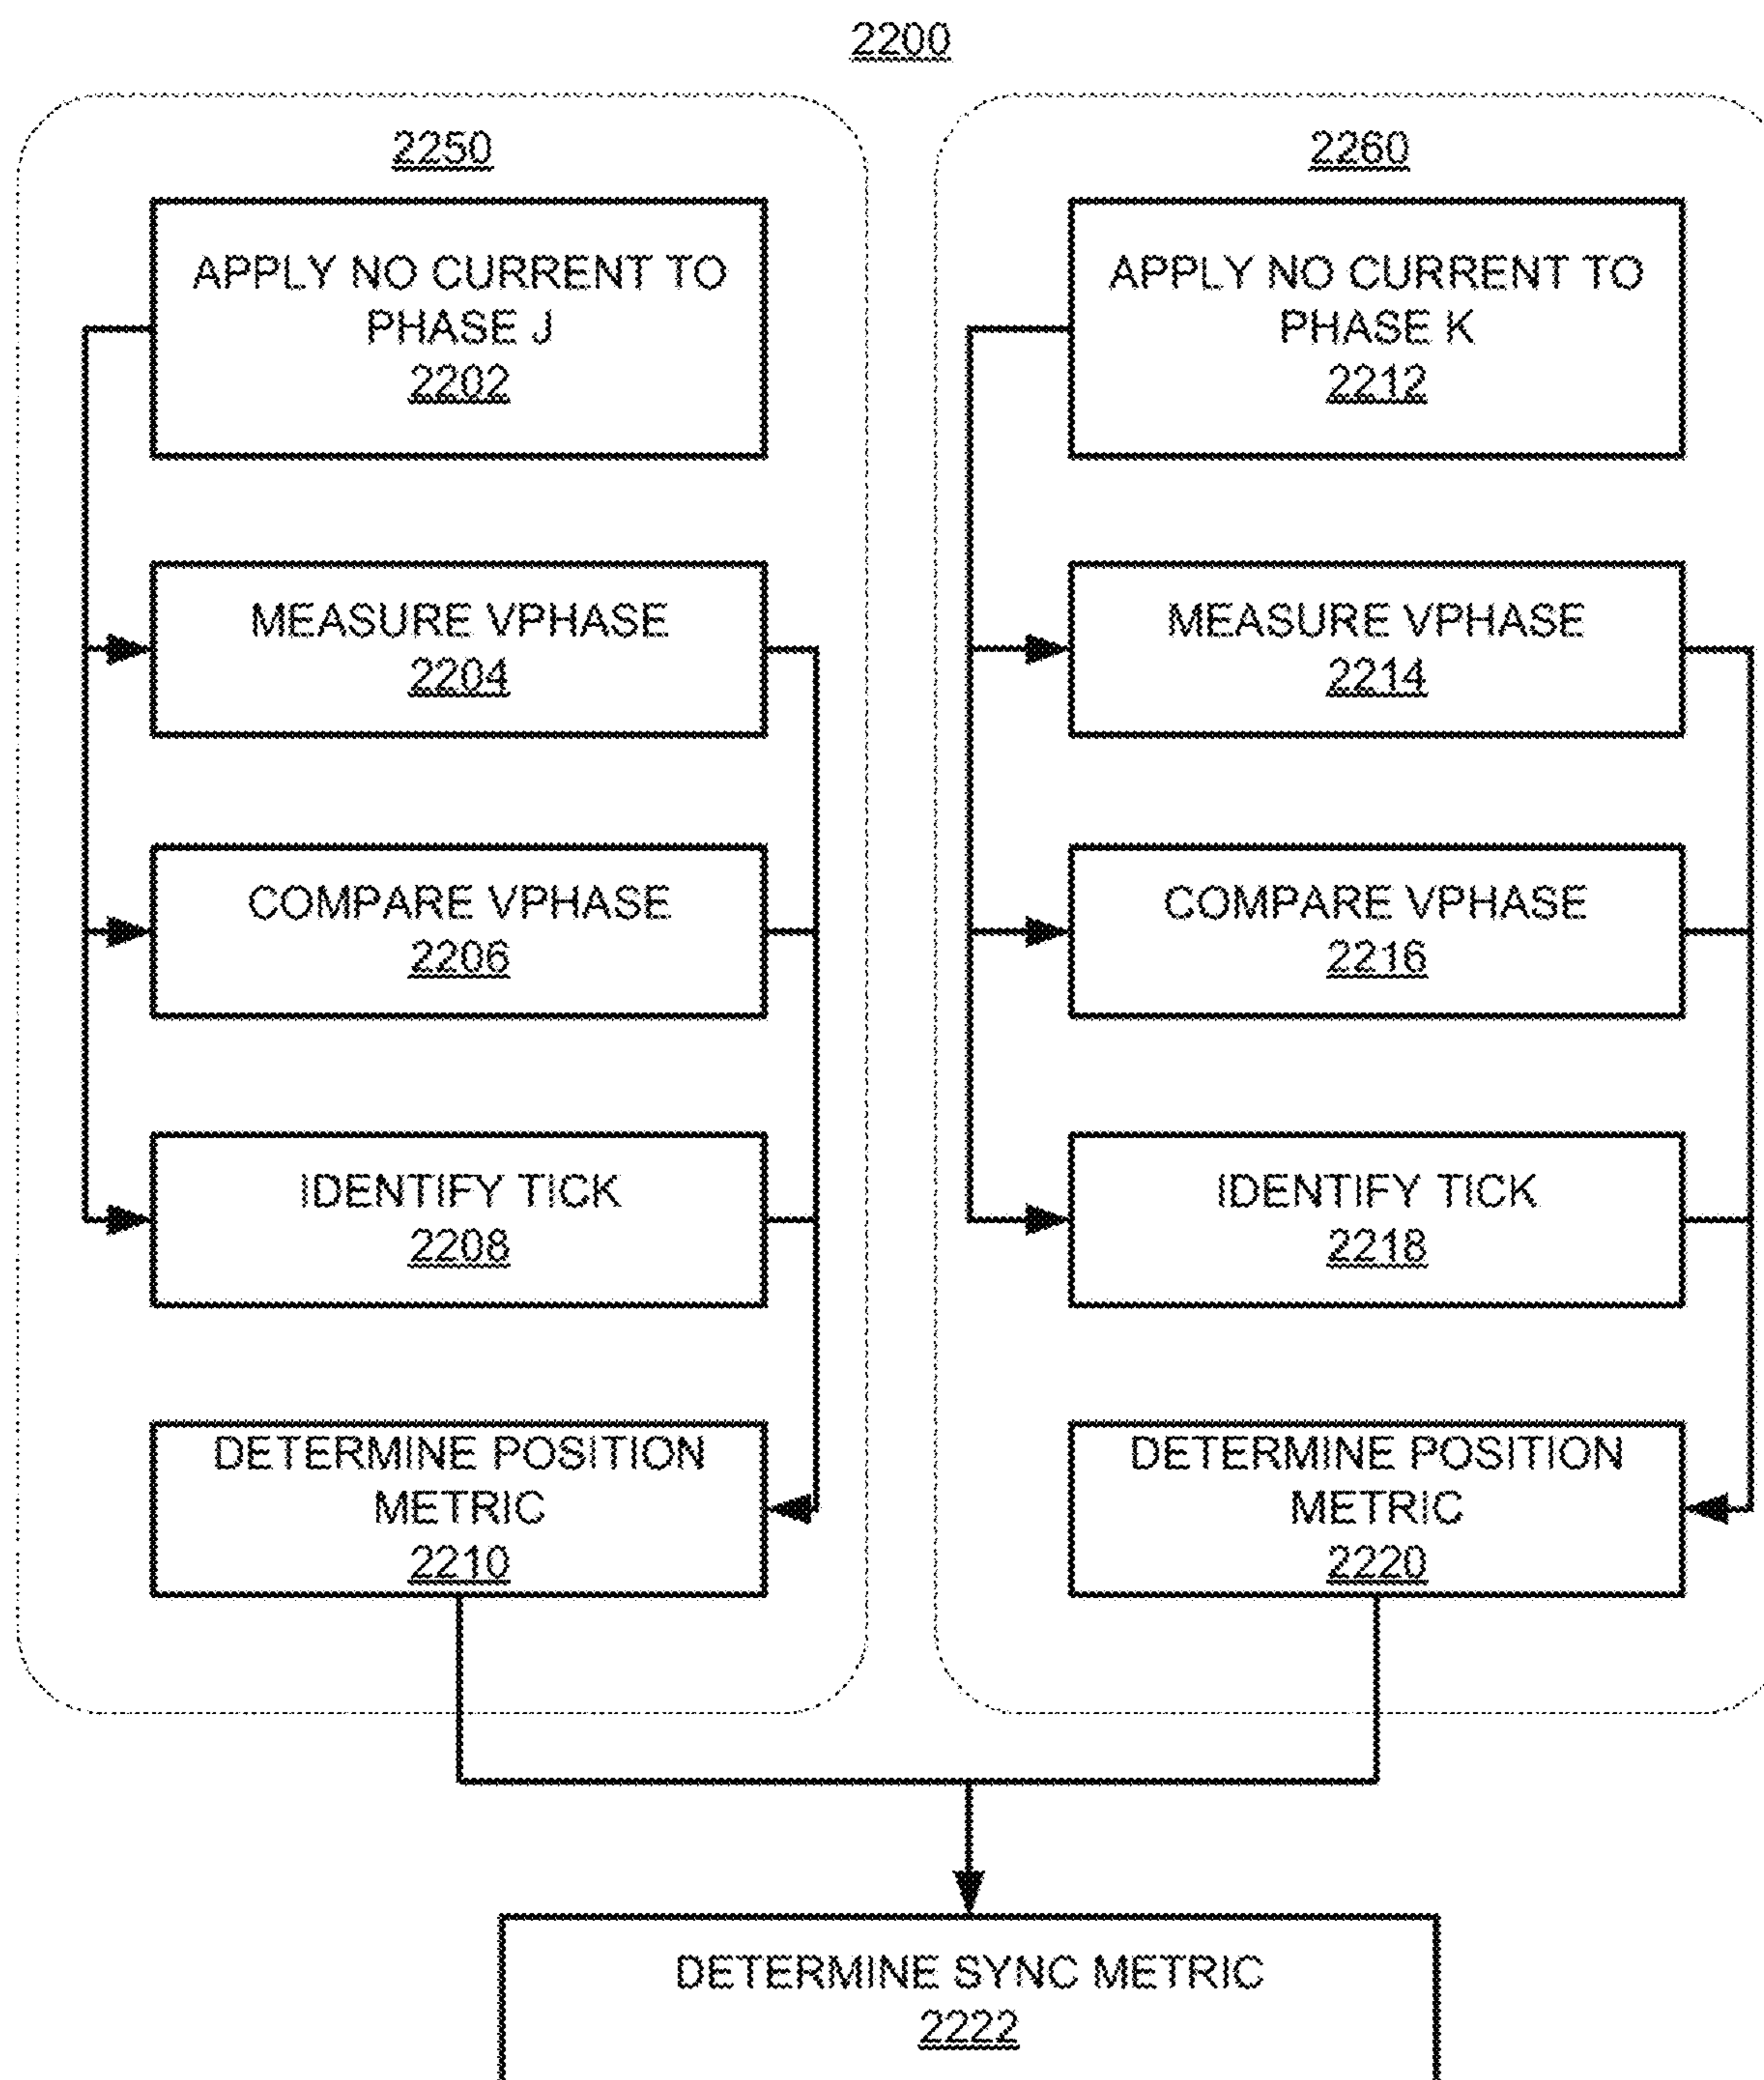 2200
2250
APPLY NO CURRENT TO
PHASE J
2202
MEASURE VPHASE
2204
COMPARE VPHASE
2206
IDENTIFY TICK
2208
DETERMINE POSITION
METRIC
2210
2260
APPLY NO CURRENT TO
PHASE K
2212
MEASURE VPHASE
2214
COMPARE VPHASE
2216
IDENTIFY TICK
2218
DETERMINE POSITION
METRIC
2220
DETERMINE SYNC METRIC
2222